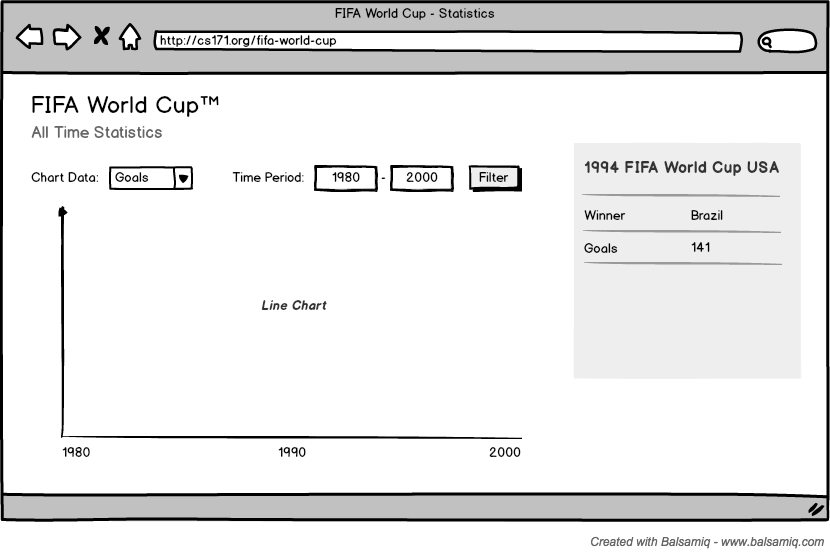 FIFA World Cup - Statistics
http://cs171.org/fifa-world-cup
FIFA World Cup™
All Time Statistics
Chart Data: Goals Time Period: 1980 - 2000 Filter
Line Chart
1980 1990 2000
1994 FIFA World Cup USA
Winner Brazil
Goals 141
Created with Balsamiq - www.balsamiq.com